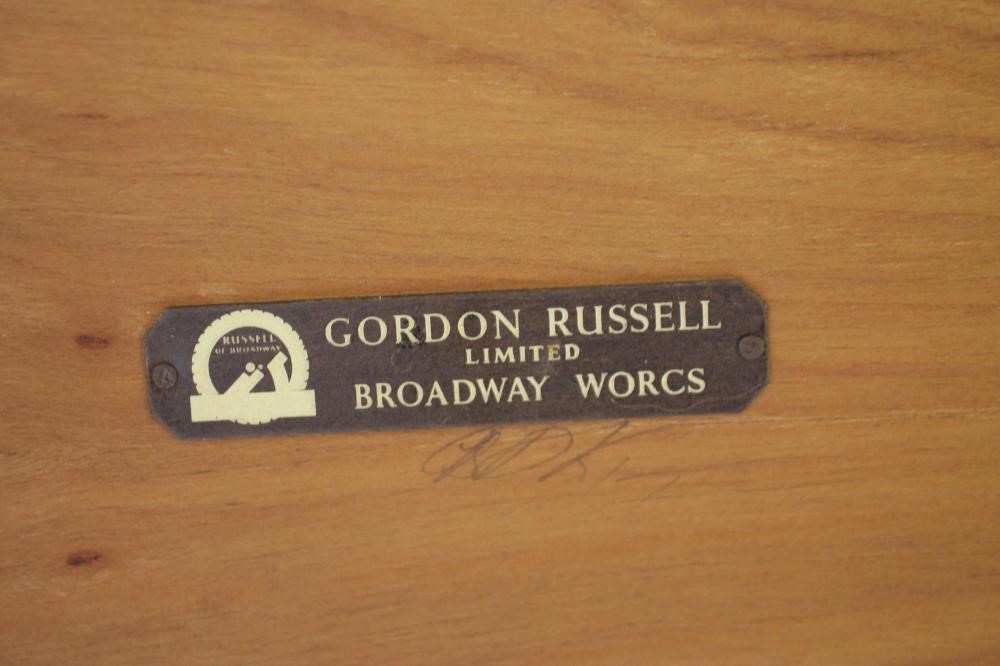 RUSSELL
OF BROADWAY
GORDON RUSSELL
LIMITED
BROADWAY WORCS